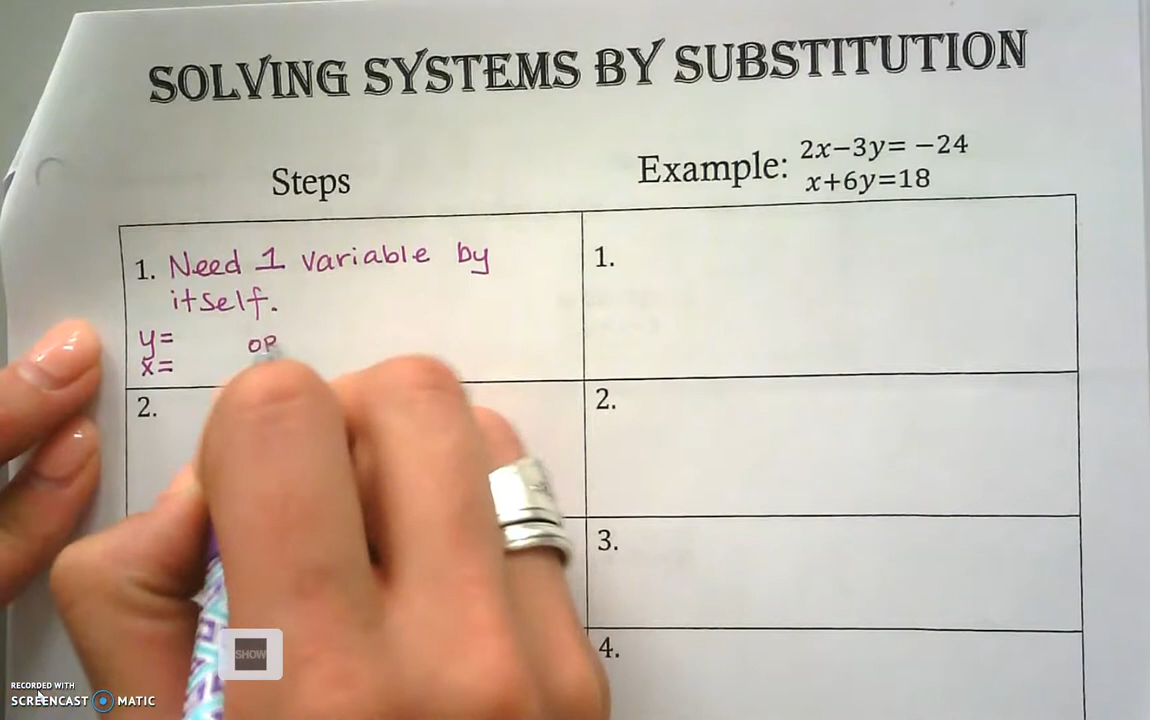 SOLVING SYSTEMS BY SUBSTITUTION
Steps
Example: 2x−3y= −24
x+6y=18
1. Need 1 variable by
itself.
y=
x=
OR
2.
1.
2.
3.
4.
SHOW
RECORDED WITH
SCREENCAST MATIC